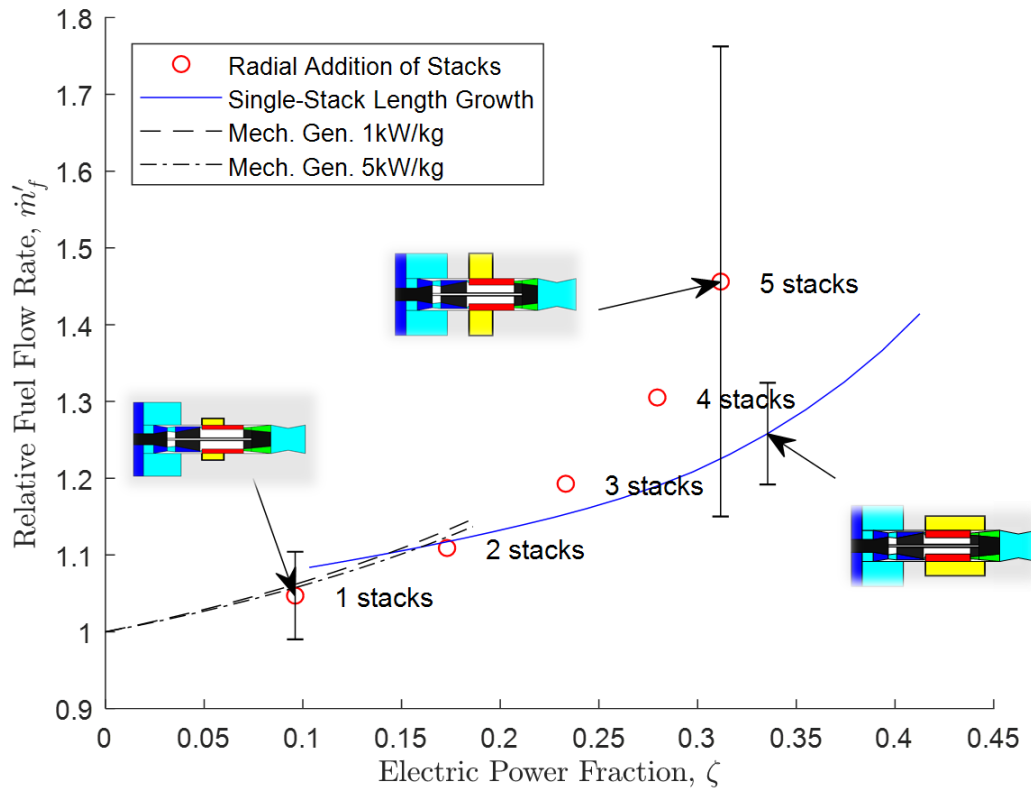 1.8
1.7
1.6
1.5
1.4
1.3
1.2
1.1
1
0.9
Relative Fuel Flow Rate, ṁ′_f
Radial Addition of Stacks
Single-Stack Length Growth
Mech. Gen. 1kW/kg
Mech. Gen. 5kW/kg
5 stacks
4 stacks
3 stacks
2 stacks
1 stacks
0 0.05 0.1 0.15 0.2 0.25 0.3 0.35 0.4 0.45
Electric Power Fraction, ζ